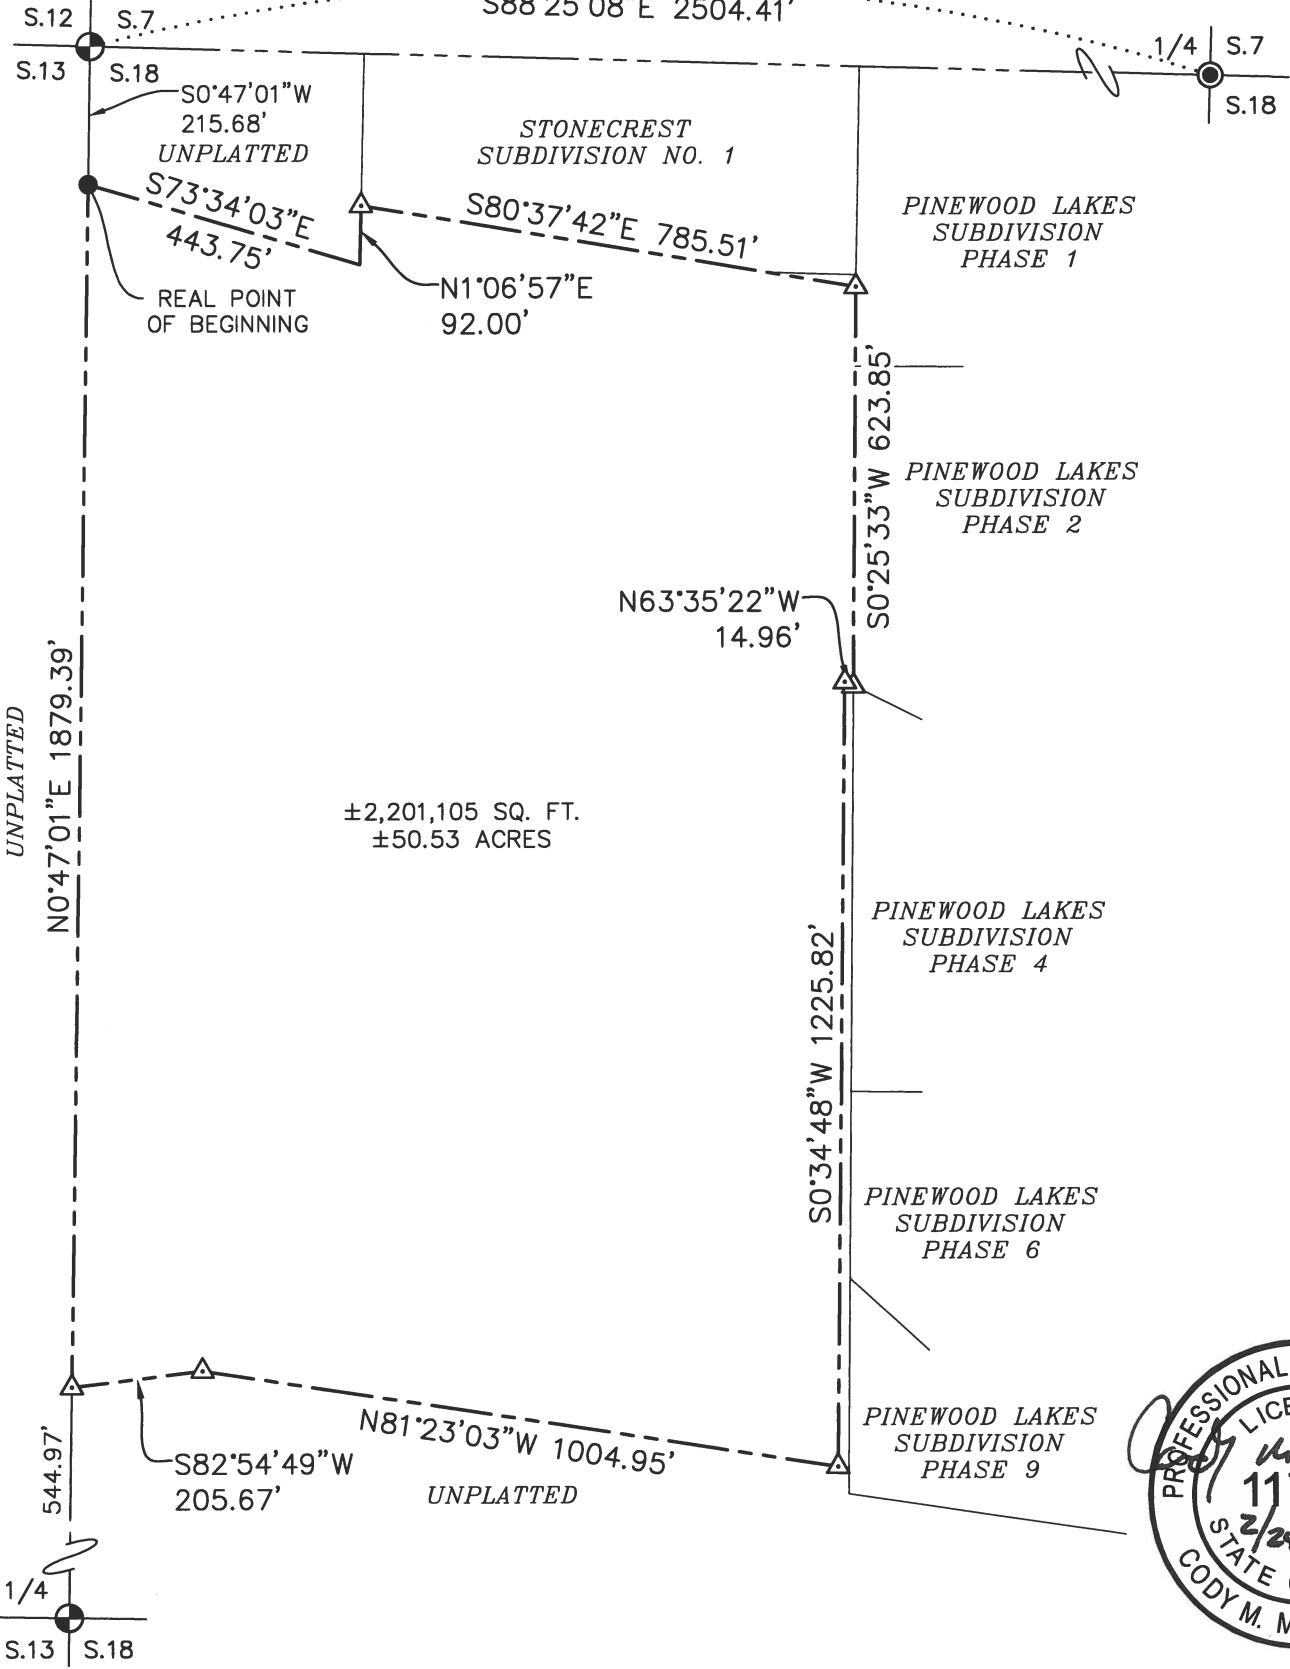 S88°25'08"E 2504.41'
S.12 S.7
S.13 S.18
1/4 S.7
S.18
S0°47'01"W
215.68'
UNPLATTED
STONECREST
SUBDIVISION NO. 1
S73°34'03"E
443.75'
S80°37'42"E 785.51'
PINEWOOD LAKES
SUBDIVISION
PHASE 1
REAL POINT
OF BEGINNING
N1°06'57"E
92.00'
S0°25'33"W 623.85'
PINEWOOD LAKES
SUBDIVISION
PHASE 2
N63°35'22"W
14.96'
UNPLATTED
N0°47'01"E 1879.39'
±2,201,105 SQ. FT.
±50.53 ACRES
PINEWOOD LAKES
SUBDIVISION
PHASE 4
S0°34'48"W 1225.82'
PINEWOOD LAKES
SUBDIVISION
PHASE 6
PINEWOOD LAKES
SUBDIVISION
PHASE 9
N81°23'03"W 1004.95'
S82°54'49"W
205.67'
UNPLATTED
544.97'
1/4
S.13 S.18
PROFESSIONAL
LICE
11
2/2
STATE
CODY M. M